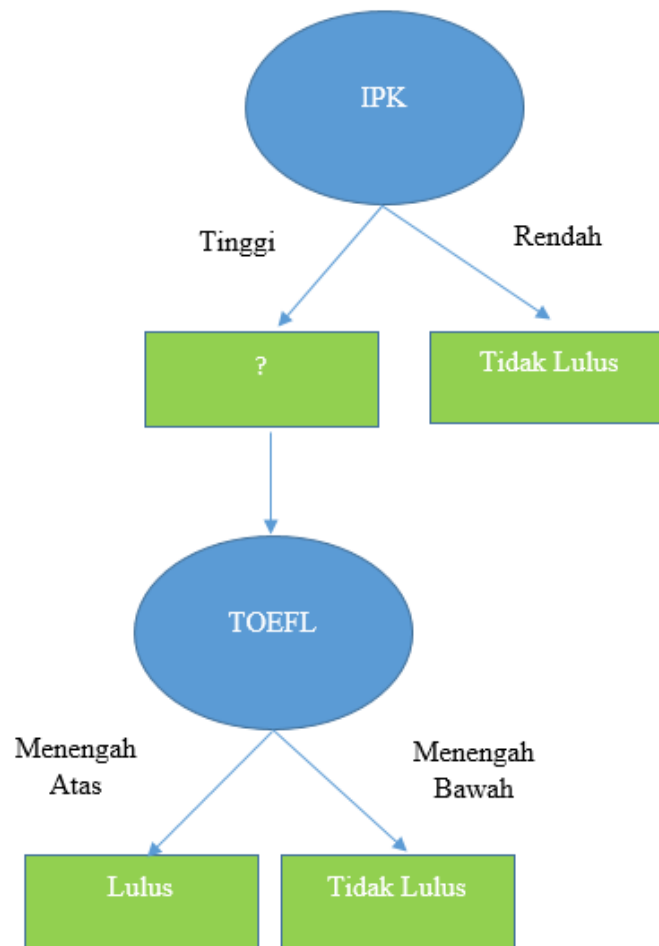 IPK
Tinggi
Rendah
?
Tidak Lulus
TOEFL
Menengah
Atas
Menengah
Bawah
Lulus
Tidak Lulus